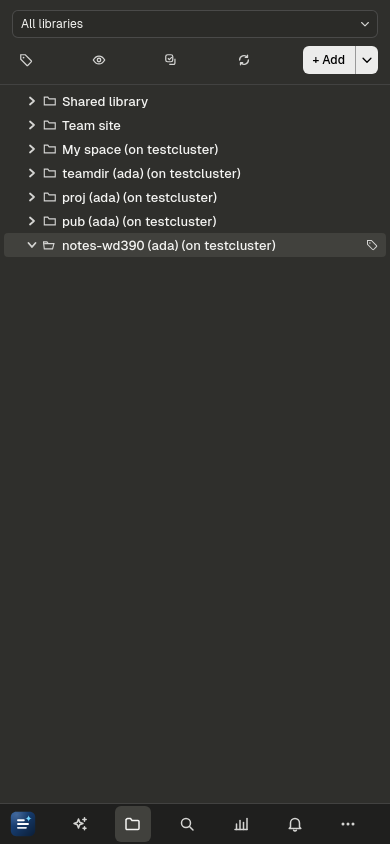 All libraries
+ Add
Shared library
Team site
My space (on testcluster)
teamdir (ada) (on testcluster)
proj (ada) (on testcluster)
pub (ada) (on testcluster)
notes-wd390 (ada) (on testcluster)